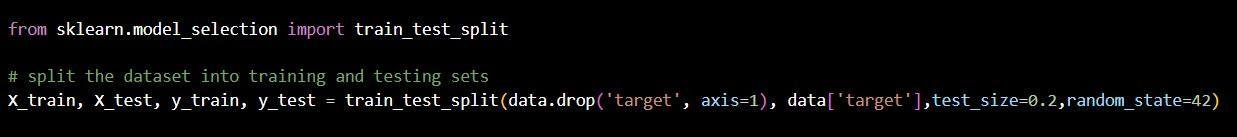 from sklearn.model_selection import train_test_split
# split the dataset into training and testing sets
X_train, X_test, y_train, y_test = train_test_split(data.drop('target', axis=1), data['target'],test_size=0.2,random_state=42)